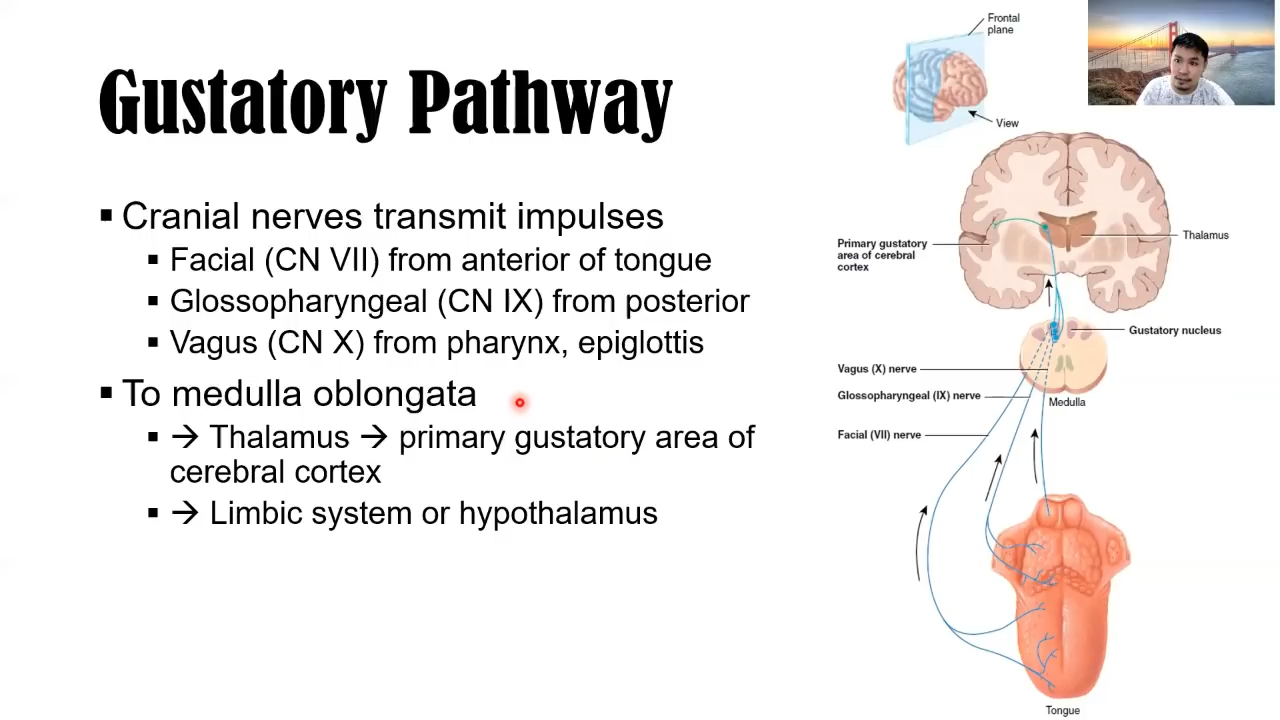 Gustatory Pathway
▪ Cranial nerves transmit impulses
▪ Facial (CN VII) from anterior of tongue
▪ Glossopharyngeal (CN IX) from posterior
▪ Vagus (CN X) from pharynx, epiglottis
▪ To medulla oblongata
▪ → Thalamus → primary gustatory area of
cerebral cortex
▪ → Limbic system or hypothalamus
Frontal
plane
View
Primary gustatory
area of cerebral
cortex
Thalamus
Gustatory nucleus
Vagus (X) nerve
Glossopharyngeal (IX) nerve
Medulla
Facial (VII) nerve
Tongue